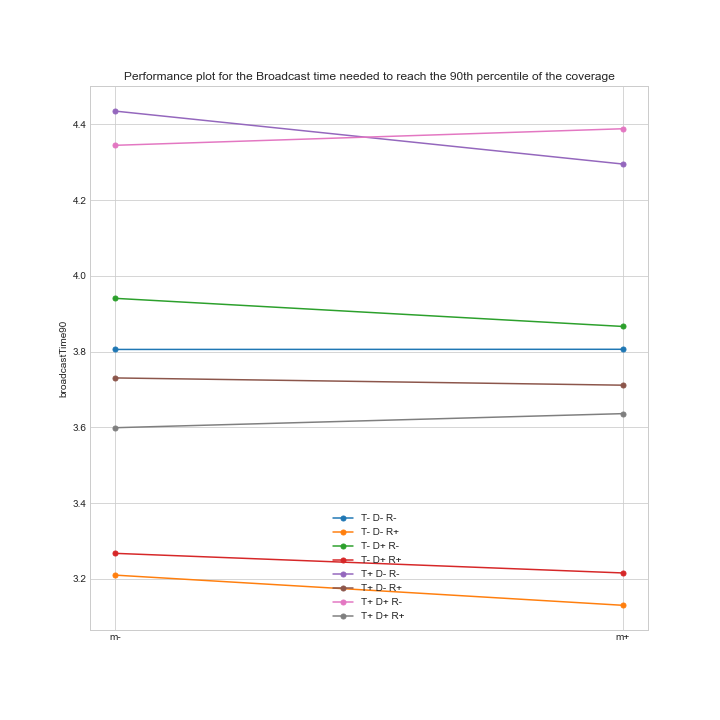 Performance plot for the Broadcast time needed to reach the 90th percentile of the coverage
broadcastTime90
4.4
4.2
4.0
3.8
3.6
3.4
3.2
T- D- R-
T- D- R+
T- D+ R-
T- D+ R+
T+ D- R-
T+ D- R+
T+ D+ R-
T+ D+ R+
m-
m+